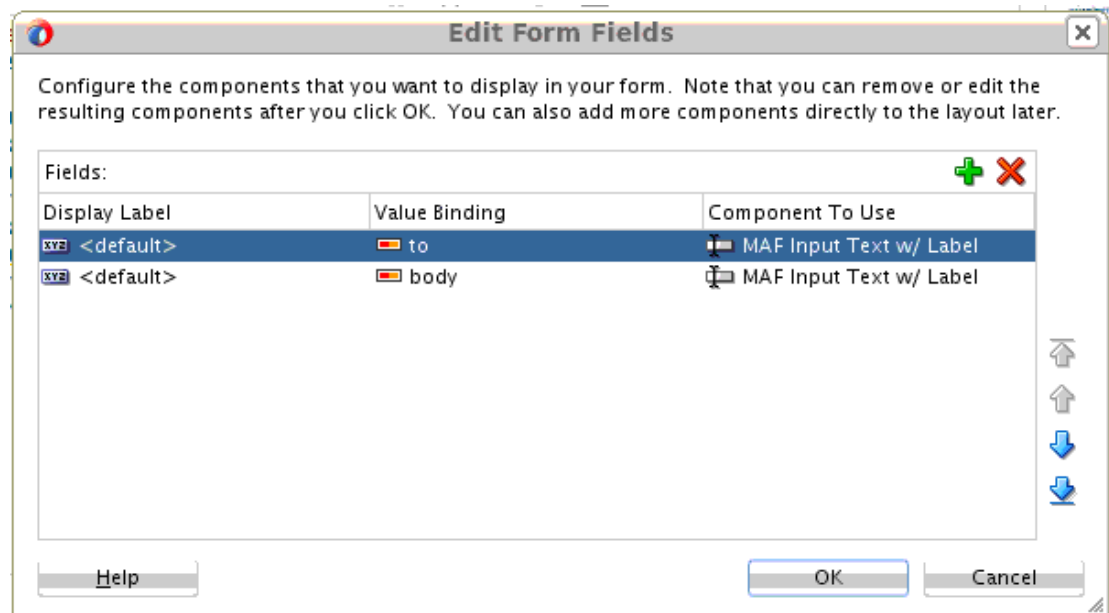 Edit Form Fields
Configure the components that you want to display in your form. Note that you can remove or edit the
resulting components after you click OK. You can also add more components directly to the layout later.
Fields:
Display Label Value Binding Component To Use
XYZ <default> to MAF Input Text w/ Label
XYZ <default> body MAF Input Text w/ Label
Help OK Cancel